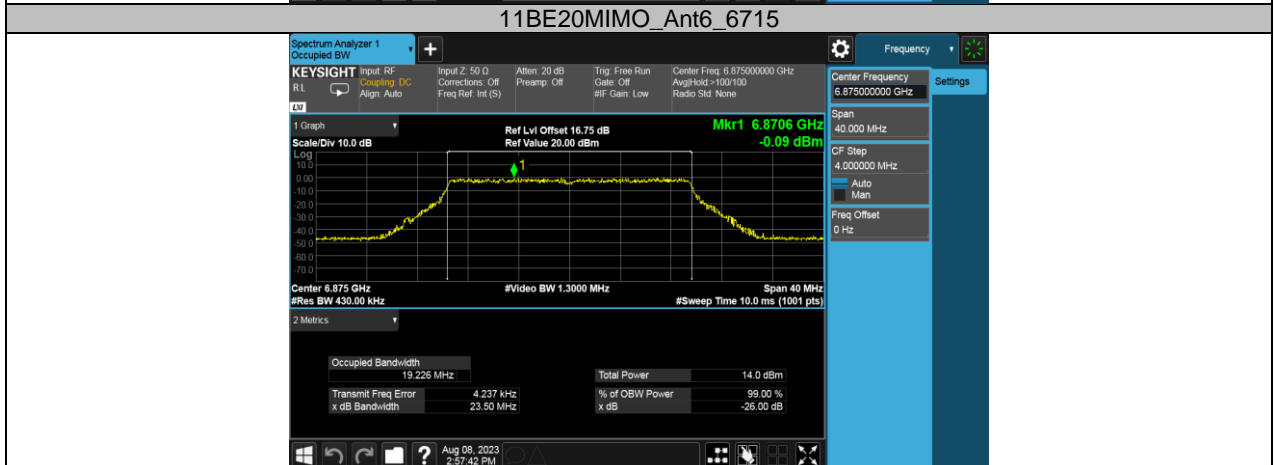 11BE20MIMO_Ant6_6715
Spectrum Analyzer 1
Occupied BW
Frequency
KEYSIGHT
R L
LXI
Input: RF
Coupling: DC
Align: Auto
Input Z: 50 Ω
Corrections: Off
Freq Ref: Int (S)
Atten: 20 dB
Preamp: Off
Trig: Free Run
Gate: Off
#IF Gain: Low
Center Freq: 6.875000000 GHz
Avg|Hold:>100/100
Radio Std: None
Center Frequency
6.875000000 GHz
Settings
Span
40.000 MHz
CF Step
4.000000 MHz
Auto
Man
Freq Offset
0 Hz
1 Graph
Scale/Div 10.0 dB
Ref Lvl Offset 16.75 dB
Ref Value 20.00 dBm
Mkr1 6.8706 GHz
-0.09 dBm
Log
10.0
0.00
-10.0
-20.0
-30.0
-40.0
-50.0
-60.0
-70.0
1
Center 6.875 GHz
#Video BW 1.3000 MHz
Span 40 MHz
#Res BW 430.00 kHz
#Sweep Time 10.0 ms (1001 pts)
2 Metrics
Occupied Bandwidth
19.226 MHz
Total Power 14.0 dBm
Transmit Freq Error 4.237 kHz
% of OBW Power 99.00 %
x dB Bandwidth 23.50 MHz
x dB -26.00 dB
?
Aug 08, 2023
2:57:42 PM